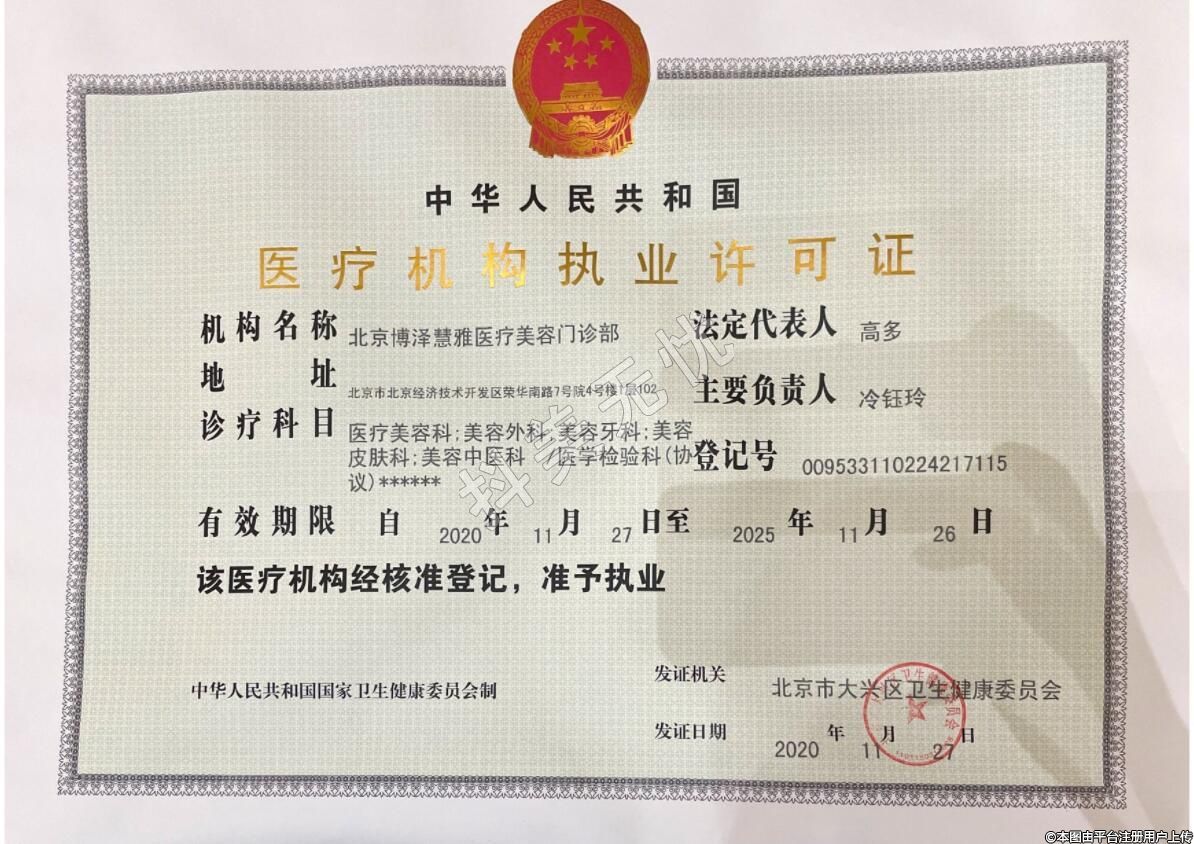 中华人民共和国
医疗机构执业许可证
机构名称 北京博泽慧雅医疗美容门诊部
法定代表人 高多
地址 北京市北京经济技术开发区荣华南路7号院4号楼1层102
主要负责人 冷钰玲
诊疗科目 医疗美容科;美容外科;美容牙科;美容
皮肤科;美容中医科 /医学检验科(协
议)******
登记号 009533110224217115
有效期限 自 2020 年 11 月 27 日至 2025 年 11 月 26 日
该医疗机构经核准登记，准予执业
中华人民共和国国家卫生健康委员会制
发证机关 北京市大兴区卫生健康委员会
发证日期 2020 年 11 月 27 日
抖美无忧
©本图由平台注册用户上传